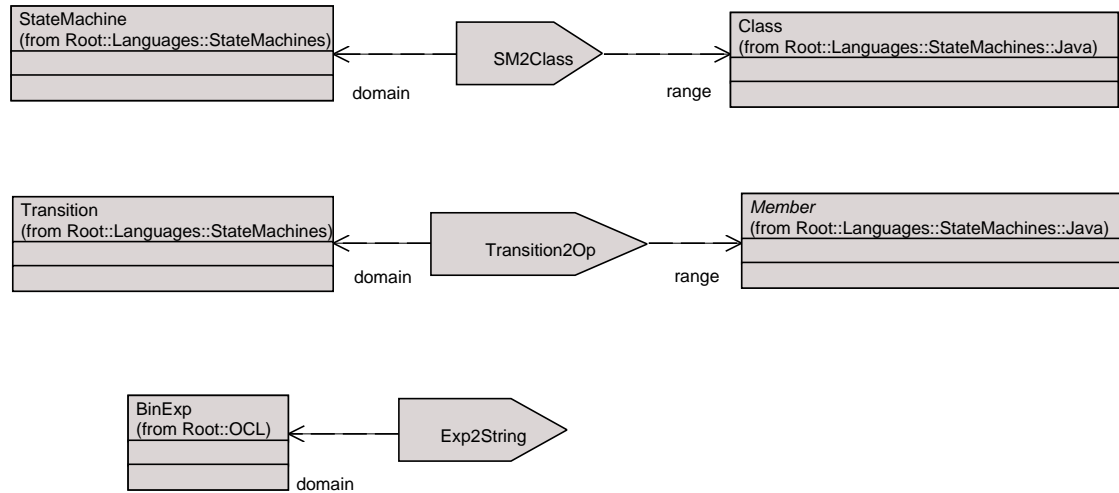 StateMachine
(from Root::Languages::StateMachines)
SM2Class
Class
(from Root::Languages::StateMachines::Java)
domain
range
Transition
(from Root::Languages::StateMachines)
Transition2Op
Member
(from Root::Languages::StateMachines::Java)
domain
range
BinExp
(from Root::OCL)
Exp2String
domain